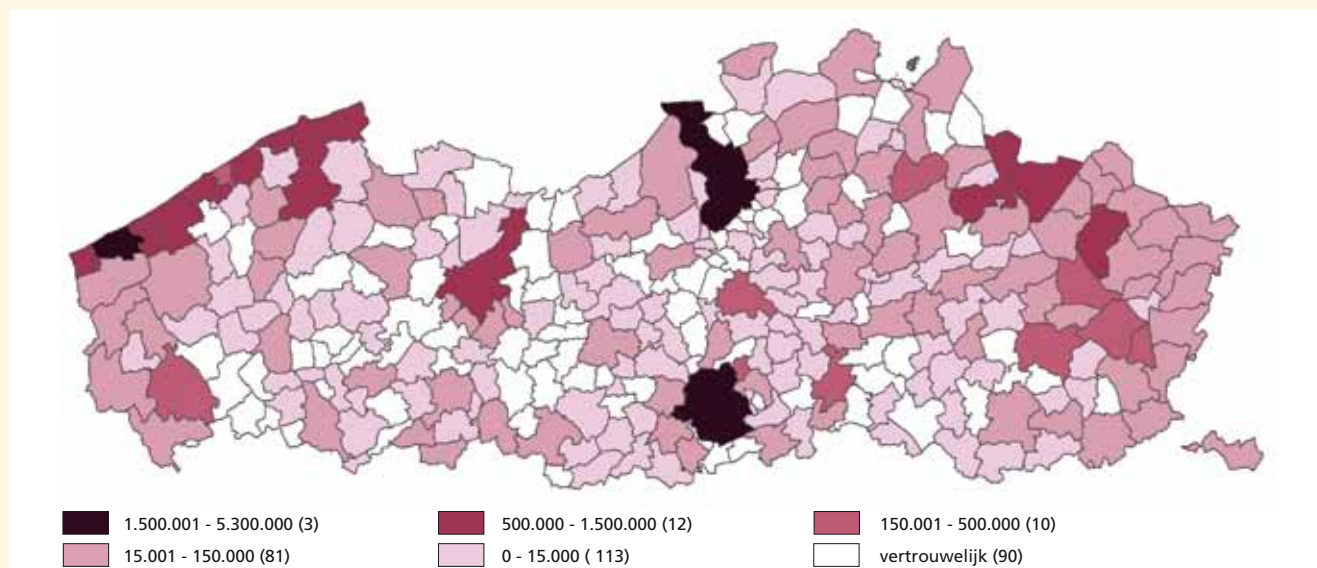 1.500.001 - 5.300.000 (3) 500.000 - 1.500.000 (12) 150.001 - 500.000 (10)
15.001 - 150.000 (81) 0 - 15.000 ( 113) vertrouwelijk (90)